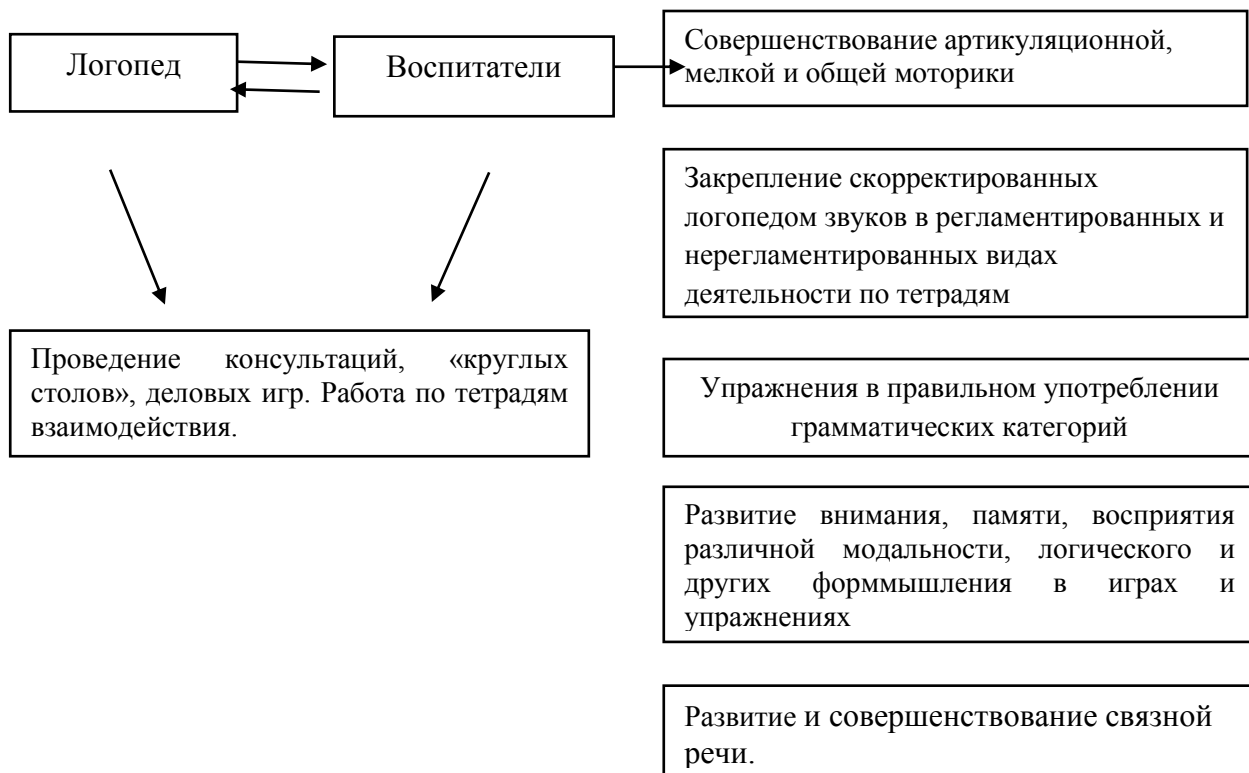 Логопед
Воспитатели
Совершенствование артикуляционной,
мелкой и общей моторики
Закрепление скорректированных
логопедом звуков в регламентированных и
нерегламентированных видах
деятельности по тетрадям
Проведение консультаций, «круглых
столов», деловых игр. Работа по тетрадям
взаимодействия.
Упражнения в правильном употреблении
грамматических категорий
Развитие внимания, памяти, восприятия
различной модальности, логического и
других форммышления в играх и
упражнениях
Развитие и совершенствование связной
речи.